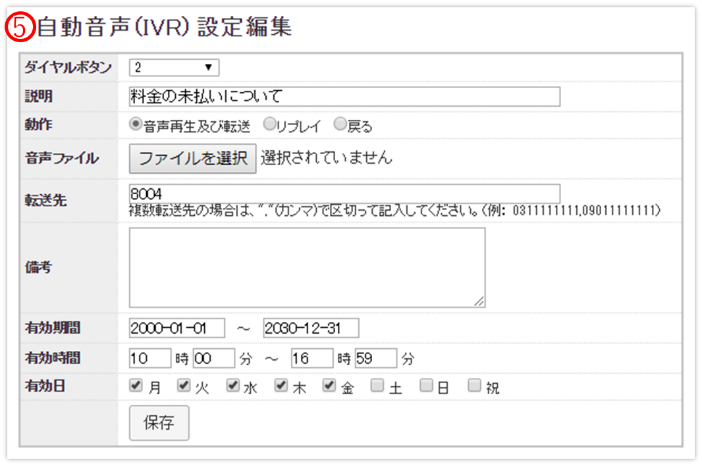 ⑤自動音声(IVR)設定編集
ダイヤルボタン 2
説明 料金の未払いについて
動作 音声再生及び転送 リプレイ 戻る
音声ファイル ファイルを選択 選択されていません
転送先 8004
複数転送先の場合は、","(カンマ)で区切って記入してください。(例: 0311111111,09011111111)
備考
有効期間 2000-01-01 ～ 2030-12-31
有効時間 10 時 00 分 ～ 16 時 59 分
有効日 月 火 水 木 金 土 日 祝
保存